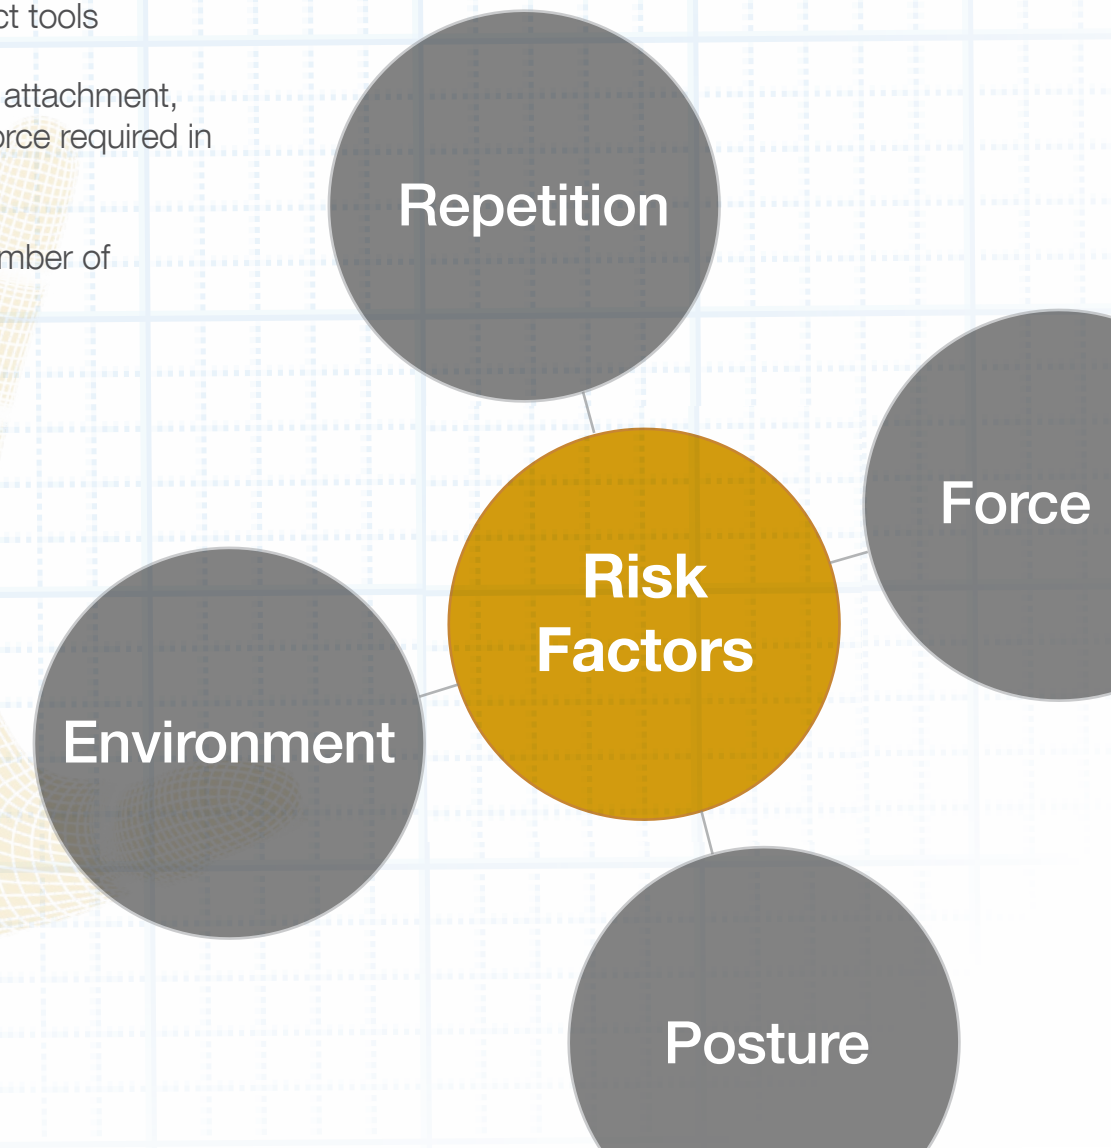 ct tools
attachment,
orce required in
mber of
Repetition
Force
Risk
Factors
Environment
Posture